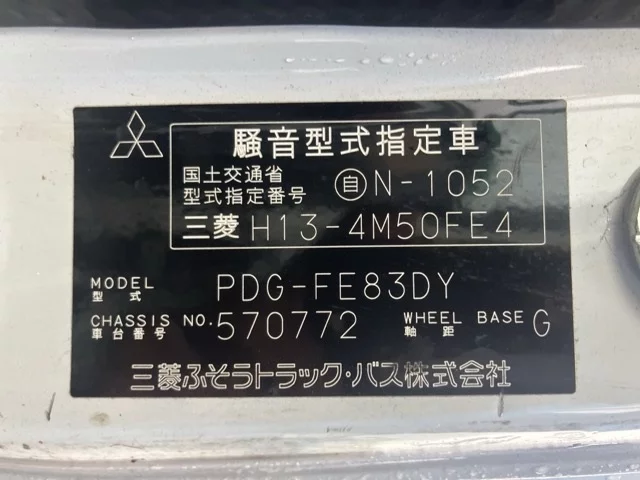 騒音型式指定車
国土交通省
型式指定番号 自 N-1052
三菱 H13-4M50FE4
MODEL
型式 PDG-FE83DY
CHASSIS NO. 570772 WHEEL BASE G
車台番号 軸距
三菱ふそうトラック・バス株式会社